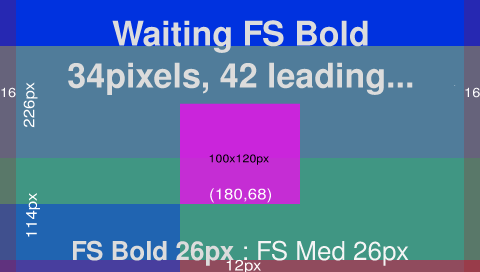 Waiting FS Bold
34pixels, 42 leading...
16
16
226px
100x120px
(180,68)
114px
FS Bold 26px : FS Med 26px
12px